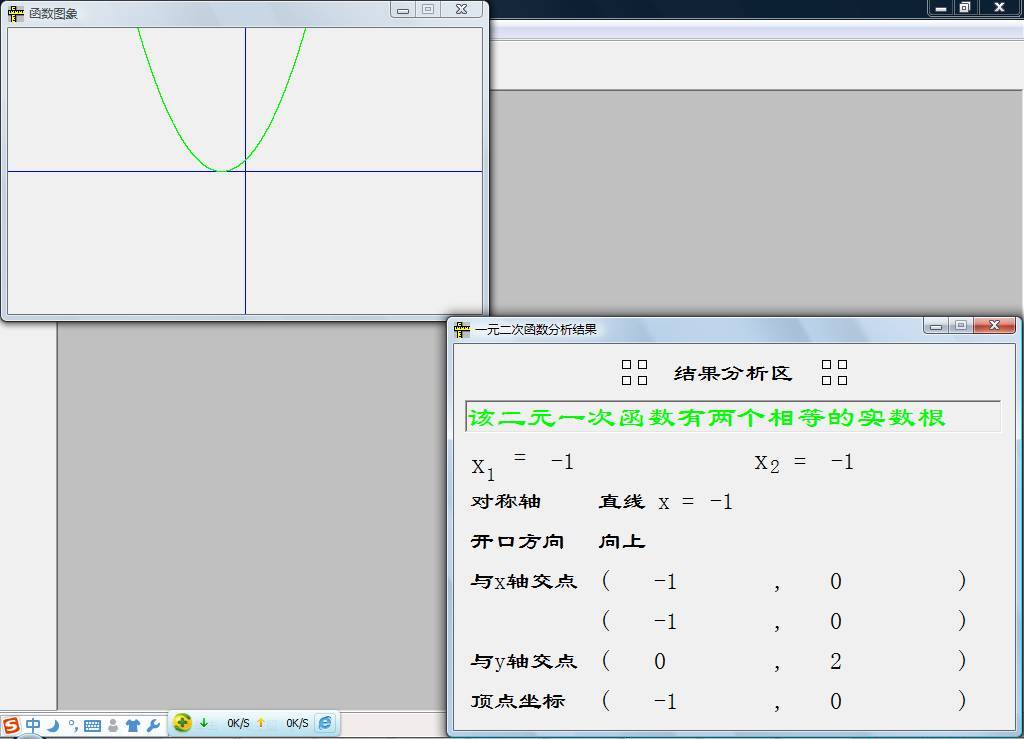 函数图象
一元二次函数分析结果
结果分析区
该二元一次函数有两个相等的实数根
x1 = -1 x2 = -1
对称轴 直线 x = -1
开口方向 向上
与x轴交点 ( -1 , 0 )
( -1 , 0 )
与y轴交点 ( 0 , 2 )
顶点坐标 ( -1 , 0 )
中 0K/S 0K/S